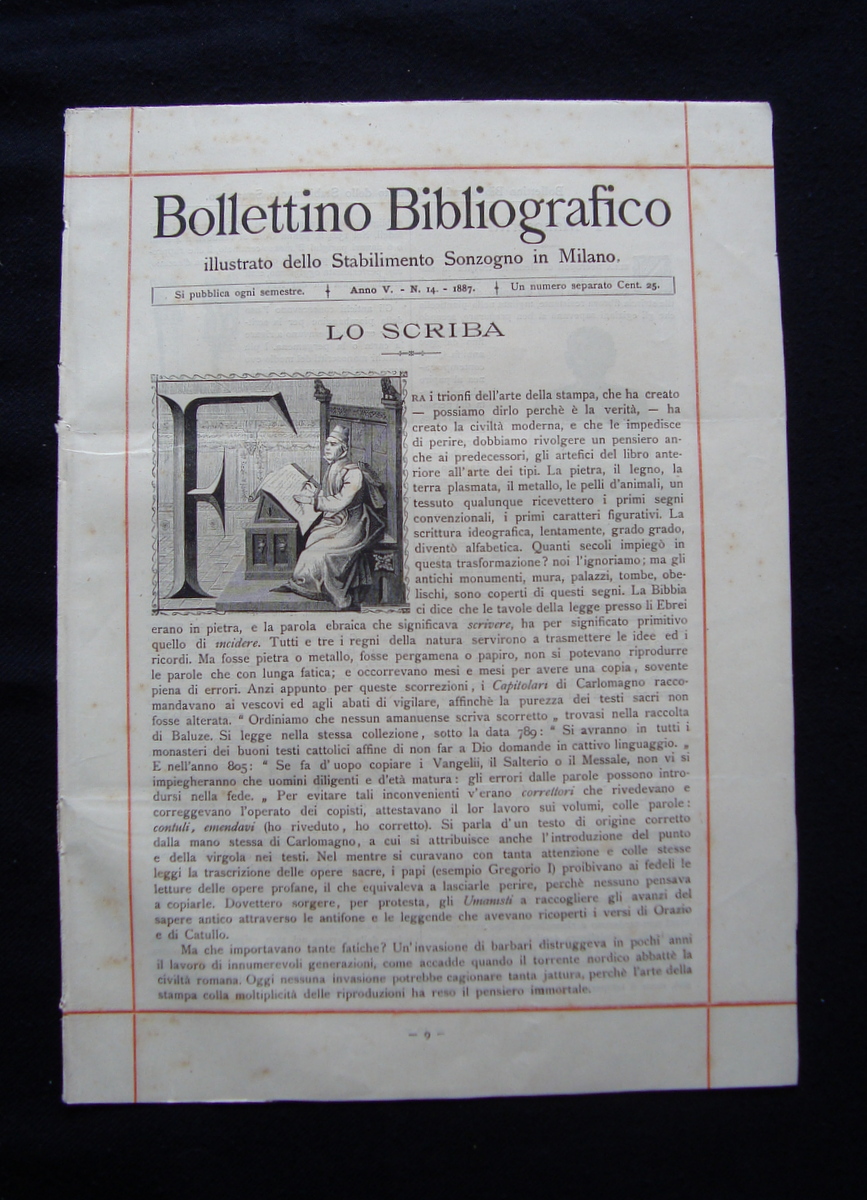 Bollettino Bibliografico
illustrato dello Stabilimento Sonzogno in Milano.
Si pubblica ogni semestre. Anno V. - N. 14. - 1887. Un numero separato Cent. 25.
LO SCRIBA
FRA i trionfi dell'arte della stampa, che ha creato
— possiamo dirlo perchè è la verità, — ha
creato la civiltà moderna, e che le impedisce
di perire, dobbiamo rivolgere un pensiero an-
che ai predecessori, gli artefici del libro ante-
riore all'arte dei tipi. La pietra, il legno, la
terra plasmata, il metallo, le pelli d'animali, un
tessuto qualunque ricevettero i primi segni
convenzionali, i primi caratteri figurativi. La
scrittura ideografica, lentamente, grado grado,
diventò alfabetica. Quanti secoli impiegò in
questa trasformazione? noi l'ignoriamo; ma gli
antichi monumenti, mura, palazzi, tombe, obe-
lischi, sono coperti di questi segni. La Bibbia
ci dice che le tavole della legge presso li Ebrei
erano in pietra, e la parola ebraica che significava scrivere, ha per significato primitivo
quello di incidere. Tutti e tre i regni della natura servirono a trasmettere le idee ed i
ricordi. Ma fosse pietra o metallo, fosse pergamena o papiro, non si potevano riprodurre
le parole che con lunga fatica; e occorrevano mesi e mesi per avere una copia, sovente
piena di errori. Anzi appunto per queste scorrezioni, i Capitolari di Carlomagno racco-
mandavano ai vescovi ed agli abati di vigilare, affinchè la purezza dei testi sacri non
fosse alterata. “ Ordiniamo che nessun amanuense scriva scorretto „ trovasi nella raccolta
di Baluze. Si legge nella stessa collezione, sotto la data 789: “ Si avranno in tutti i
monasteri dei buoni testi cattolici affine di non far a Dio domande in cattivo linguaggio. „
E nell'anno 805: “ Se fa d'uopo copiare i Vangelii, il Salterio o il Messale, non vi si
impiegheranno che uomini diligenti e d'età matura: gli errori dalle parole possono intro-
dursi nella fede. „ Per evitare tali inconvenienti v'erano correttori che rivedevano e
correggevano l'operato dei copisti, attestavano il lor lavoro sui volumi, colle parole:
contuli, emendavi (ho riveduto, ho corretto). Si parla d'un testo di origine corretto
dalla mano stessa di Carlomagno, a cui si attribuisce anche l'introduzione del punto
e della virgola nei testi. Nel mentre si curavano con tanta attenzione e colle stesse
leggi la trascrizione delle opere sacre, i papi (esempio Gregorio I) proibivano ai fedeli le
letture delle opere profane, il che equivaleva a lasciarle perire, perchè nessuno pensava
a copiarle. Dovettero sorgere, per protesta, gli Umanisti a raccogliere gli avanzi del
sapere antico attraverso le antifone e le leggende che avevano ricoperti i versi di Orazio
e di Catullo.
Ma che importavano tante fatiche? Un'invasione di barbari distruggeva in pochi anni
il lavoro di innumerevoli generazioni, come accadde quando il torrente nordico abbattè la
civiltà romana. Oggi nessuna invasione potrebbe cagionare tanta jattura, perchè l'arte della
stampa colla moltiplicità delle riproduzioni ha reso il pensiero immortale.
— 9 —